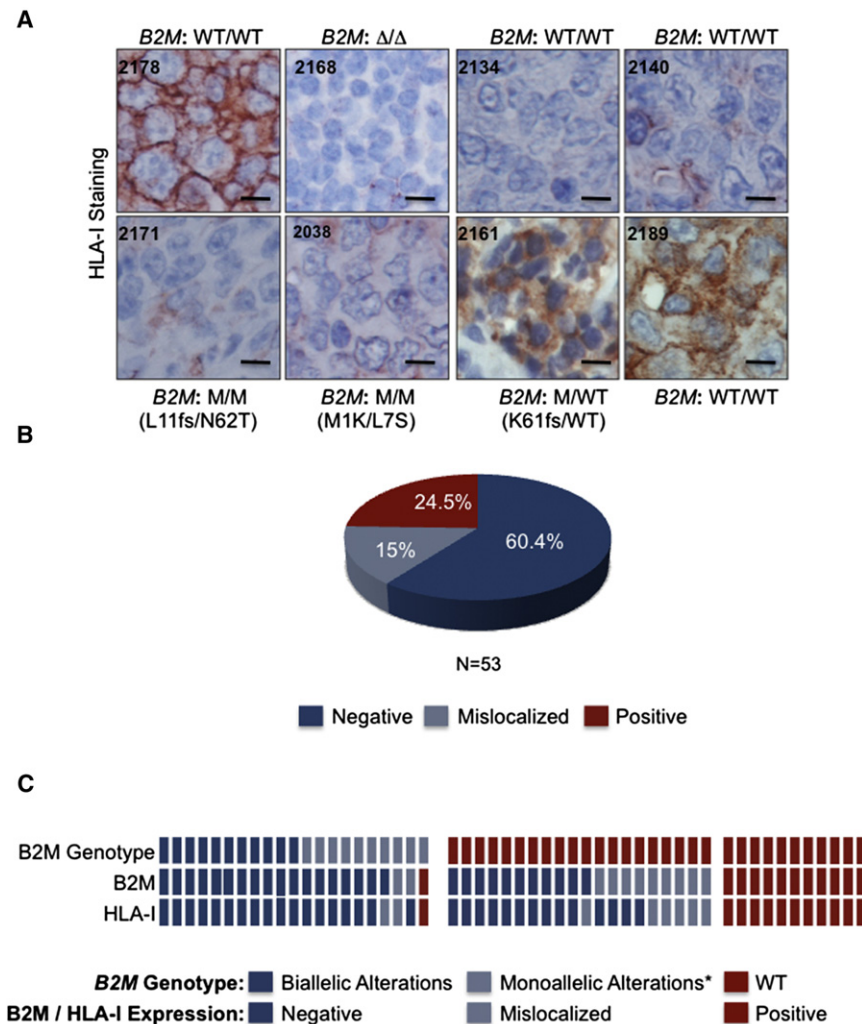 A
B2M: WT/WT
B2M: Δ/Δ
B2M: WT/WT
B2M: WT/WT
HLA-I Staining
2178
2168
2134
2140
2171
2038
2161
2189
B2M: M/M
(L11fs/N62T)
B2M: M/M
(M1K/L7S)
B2M: M/WT
(K61fs/WT)
B2M: WT/WT
B
24.5%
15%
60.4%
N=53
Negative
Mislocalized
Positive
C
B2M Genotype
B2M
HLA-I
B2M Genotype: Biallelic Alterations Monoallelic Alterations* WT
B2M / HLA-I Expression: Negative Mislocalized Positive